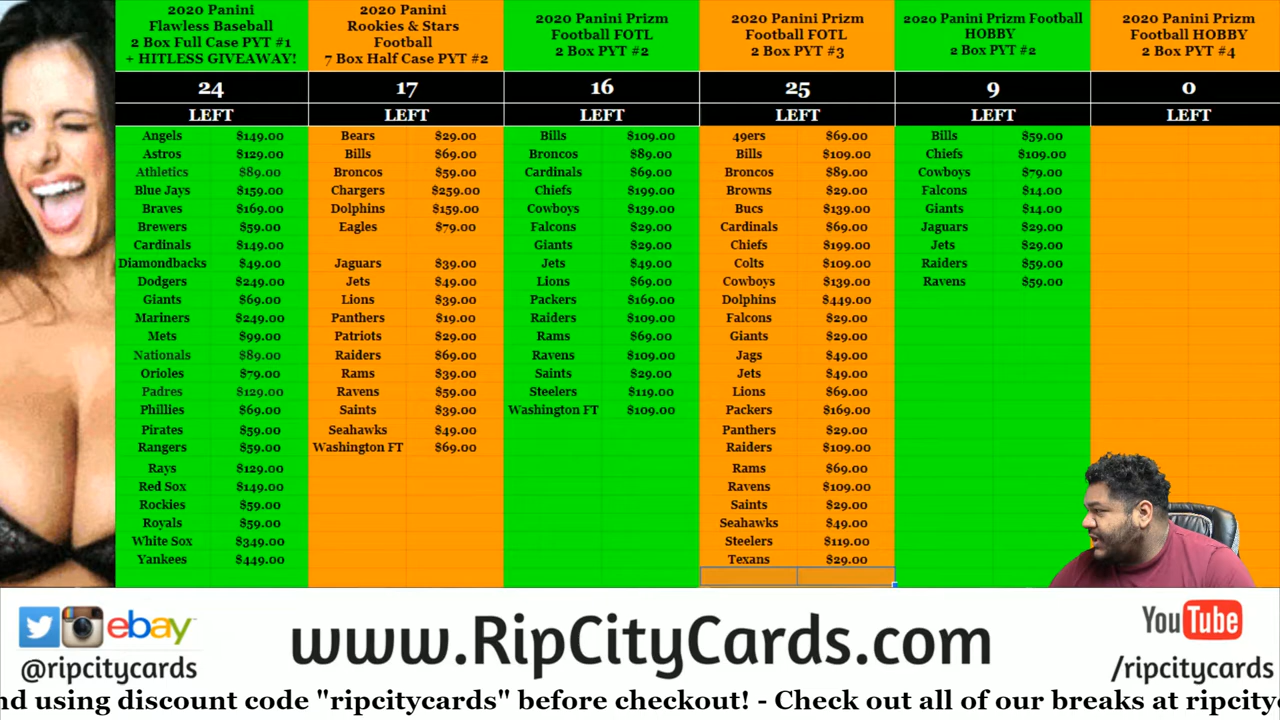 2020 Panini
Flawless Baseball
2 Box Full Case PYT #1
+ HITLESS GIVEAWAY!
24
LEFT
Angels $149.00
Astros $129.00
Athletics $89.00
Blue Jays $159.00
Braves $169.00
Brewers $59.00
Cardinals $149.00
Diamondbacks $49.00
Dodgers $249.00
Giants $69.00
Mariners $249.00
Mets $99.00
Nationals $89.00
Orioles $79.00
Padres $129.00
Phillies $69.00
Pirates $59.00
Rangers $59.00
Rays $129.00
Red Sox $149.00
Rockies $59.00
Royals $59.00
White Sox $349.00
Yankees $449.00
2020 Panini
Rookies & Stars
Football
7 Box Half Case PYT #2
17
LEFT
Bears $29.00
Bills $69.00
Broncos $59.00
Chargers $259.00
Dolphins $159.00
Eagles $79.00
Jaguars $39.00
Jets $49.00
Lions $39.00
Panthers $19.00
Patriots $29.00
Raiders $69.00
Rams $39.00
Ravens $59.00
Saints $39.00
Seahawks $49.00
Washington FT $69.00
2020 Panini Prizm
Football FOTL
2 Box PYT #2
16
LEFT
Bills $109.00
Broncos $89.00
Cardinals $69.00
Chiefs $199.00
Cowboys $139.00
Falcons $29.00
Giants $29.00
Jets $49.00
Lions $69.00
Packers $169.00
Raiders $109.00
Rams $69.00
Ravens $109.00
Saints $29.00
Steelers $119.00
Washington FT $109.00
2020 Panini Prizm
Football FOTL
2 Box PYT #3
25
LEFT
49ers $69.00
Bills $109.00
Broncos $89.00
Browns $29.00
Bucs $139.00
Cardinals $69.00
Chiefs $199.00
Colts $109.00
Cowboys $139.00
Dolphins $449.00
Falcons $29.00
Giants $29.00
Jags $49.00
Jets $49.00
Lions $69.00
Packers $169.00
Panthers $29.00
Raiders $109.00
Rams $69.00
Ravens $109.00
Saints $29.00
Seahawks $49.00
Steelers $119.00
Texans $29.00
2020 Panini Prizm Football
HOBBY
2 Box PYT #2
9
LEFT
Bills $59.00
Chiefs $109.00
Cowboys $79.00
Falcons $14.00
Giants $14.00
Jaguars $29.00
Jets $29.00
Raiders $59.00
Ravens $59.00
2020 Panini Prizm
Football HOBBY
2 Box PYT #4
0
LEFT
ebay
@ripcitycards
www.RipCityCards.com
YouTube
/ripcitycards
nd using discount code "ripcitycards" before checkout! - Check out all of our breaks at ripcity